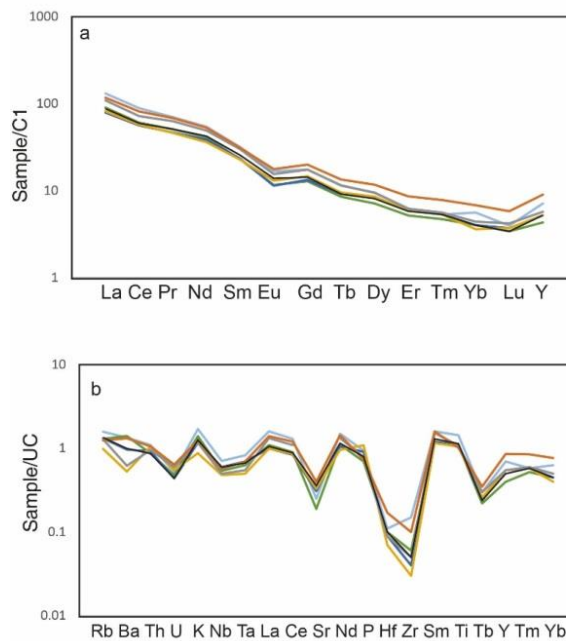 1000
a
100
Sample/C1
10
1
La Ce Pr Nd Sm Eu Gd Tb Dy Er Tm Yb Lu Y
10
b
1
Sample/UC
0.1
0.01
Rb Ba Th U K Nb Ta La Ce Sr Nd P Hf Zr Sm Ti Tb Y Tm Yb